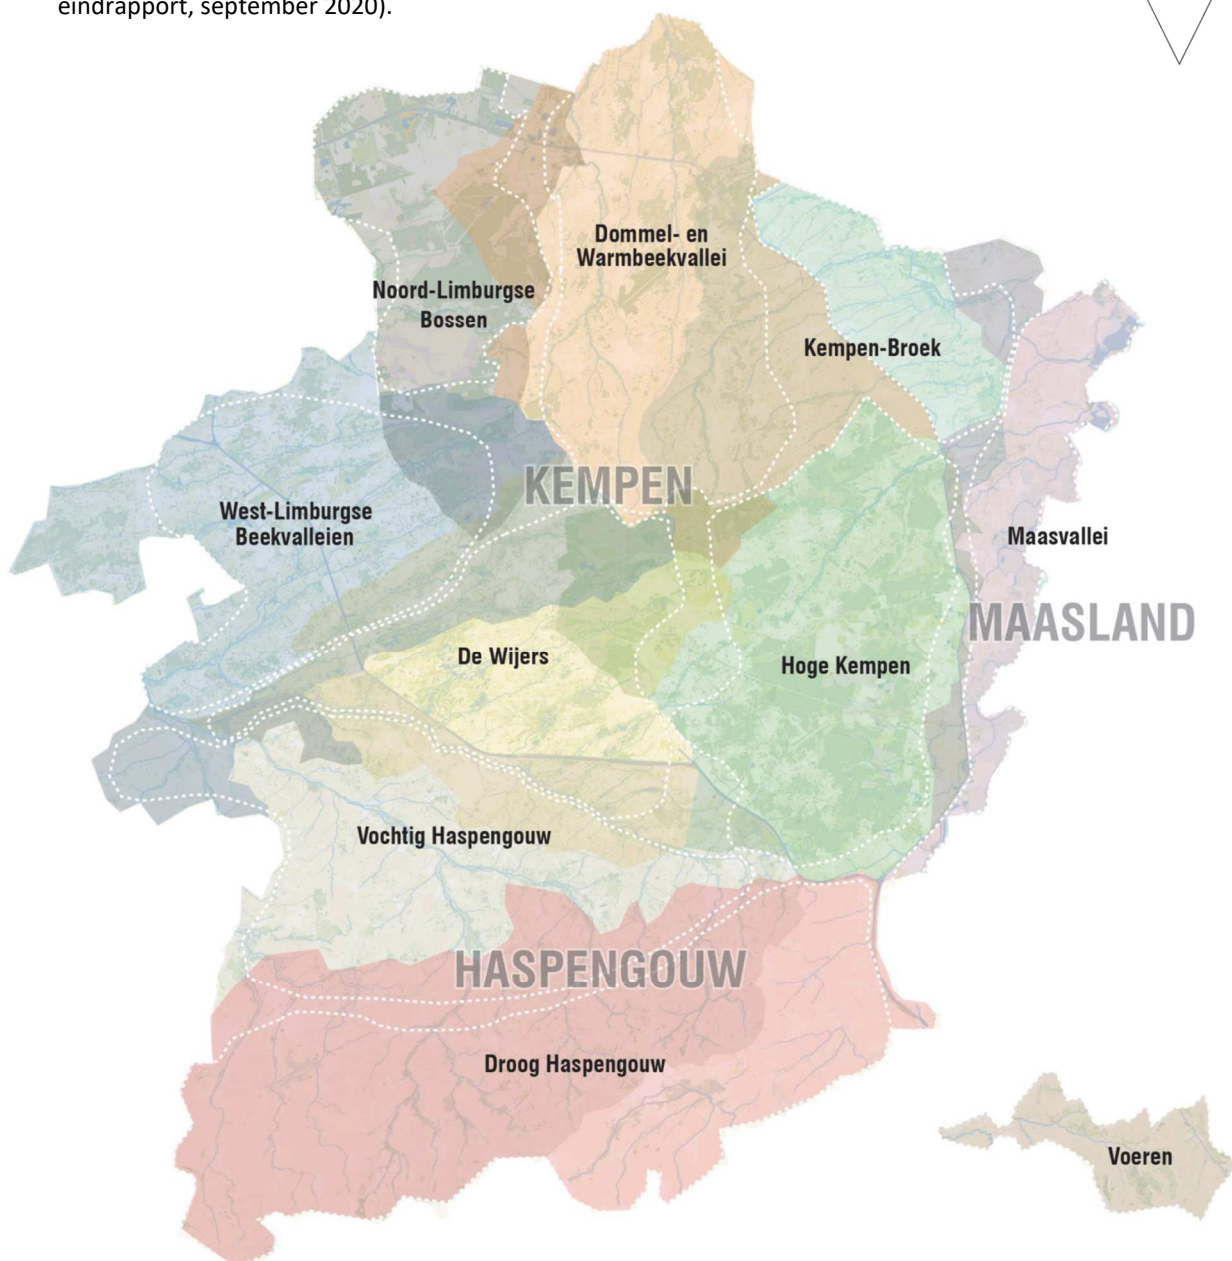 eindrapport, september 2020).
Dommel- en
Warmbeekvallei
Noord-Limburgse
Bossen
Kempen-Broek
KEMPEN
West-Limburgse
Beekvalleien
Maasvallei
MAASLAND
De Wijers
Hoge Kempen
Vochtig Haspengouw
HASPENGOUW
Droog Haspengouw
Voeren